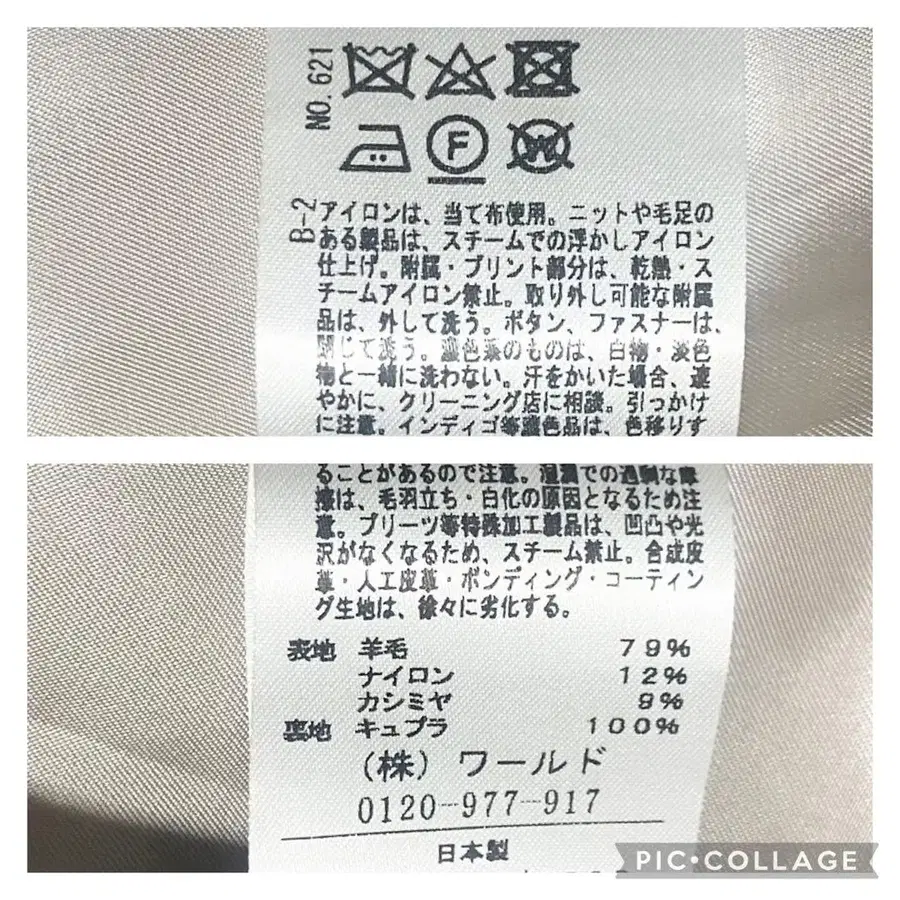 NO.621
F
W
B-2
アイロンは、当て布使用。ニットや毛足の
ある製品は、スチームでの浮かしアイロン
仕上げ。附属・プリント部分は、乾熱・ス
チームアイロン禁止。取り外し可能な附属
品は、外して洗う。ボタン、ファスナーは、
閉じて洗う。濃色系のものは、白物・淡色
物と一緒に洗わない。汗をかいた場合、速
やかに、クリーニング店に相談。引っかけ
に注意。インディゴ等濃色品は、色移りす
ることがあるので注意。湿潤での過剰な摩
擦は、毛羽立ち・白化の原因となるため注
意。プリーツ等特殊加工製品は、凹凸や光
沢がなくなるため、スチーム禁止。合成皮
革・人工皮革・ボンディング・コーティン
グ生地は、徐々に劣化する。
表地 羊毛 79%
ナイロン 12%
カシミヤ 9%
裏地 キュプラ 100%
(株) ワールド
0120-977-917
日本製
PIC•COLLAGE